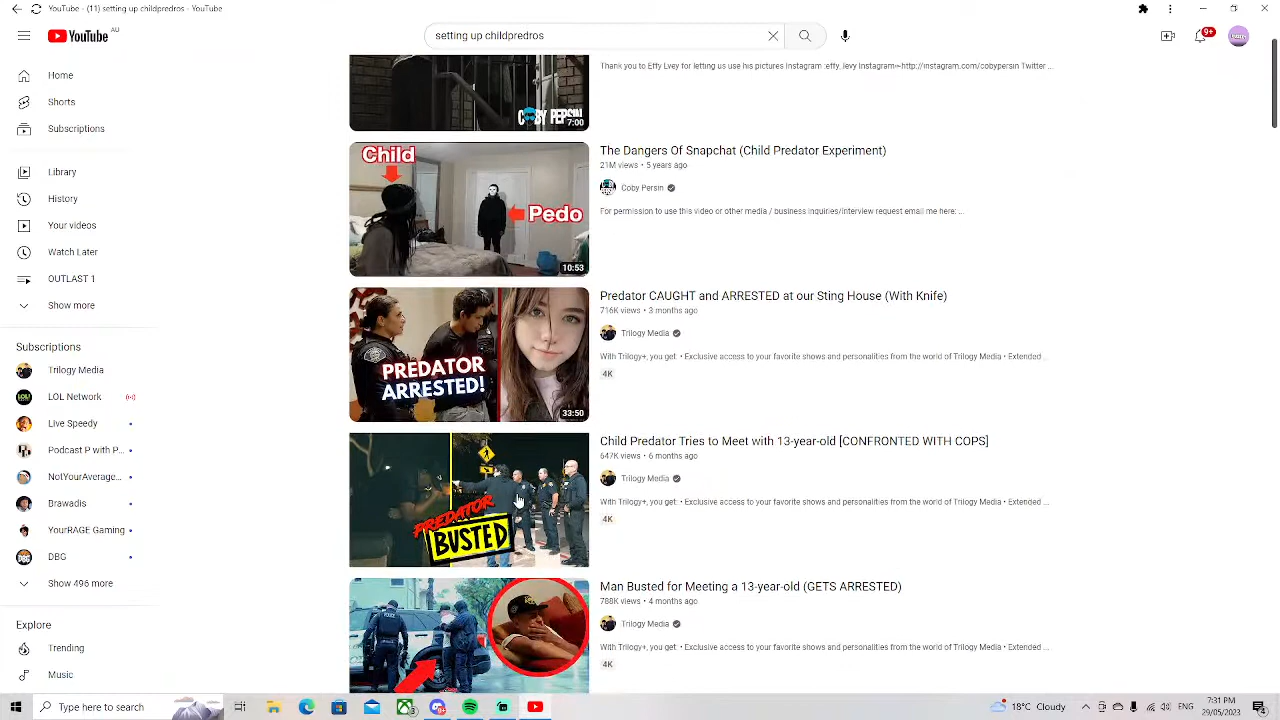 YouTube - (11) setting up childpredros - YouTube
YouTube AU
setting up childpredros
9+
Home
Shorts
Subscriptions
Library
History
Your videos
Watch Later
OUTLAST
Show more
Subscriptions
Trilogy Media
LOL Network
Live Speedy
Podcast P with P...
NotYourAverage...
Brawadis
YourRAGE Gaming
DBG
Show 496 more
Explore
Trending
Music
COBY PERSIN
7:00
Thank you to Effy Lvey for letting us use his pictures Instagram :effy_levy Instagram-http://instagram.com/cobypersin Twitter ...
Child
Pedo
10:53
The Dangers Of Snapchat (Child Predator Experiment)
21M views • 5 years ago
Coby Persin
For permission to use this video or other media / business inquiries/interview request email me here: ...
PREDATOR
ARRESTED!
33:50
Predator CAUGHT and ARRESTED at our Sting House (With Knife)
716K views • 3 months ago
Trilogy Media
With Trilogy+, you get: • Exclusive access to your favorite shows and personalities from the world of Trilogy Media • Extended ...
4K
PREDATOR
BUSTED
Child Predator Tries to Meet with 13-year-old [CONFRONTED WITH COPS]
647K views • 6 months ago
Trilogy Media
With Trilogy+, you get: • Exclusive access to your favorite shows and personalities from the world of Trilogy Media • Extended ...
4K
POLICE
Man Busted for Meeting a 13-year-old (GETS ARRESTED)
788K views • 4 months ago
Trilogy Media
With Trilogy+, you get: • Exclusive access to your favorite shows and personalities from the world of Trilogy Media • Extended ...
4K
Type here to search
18°C Cloudy
ENG
7:31 PM
29/05/2023